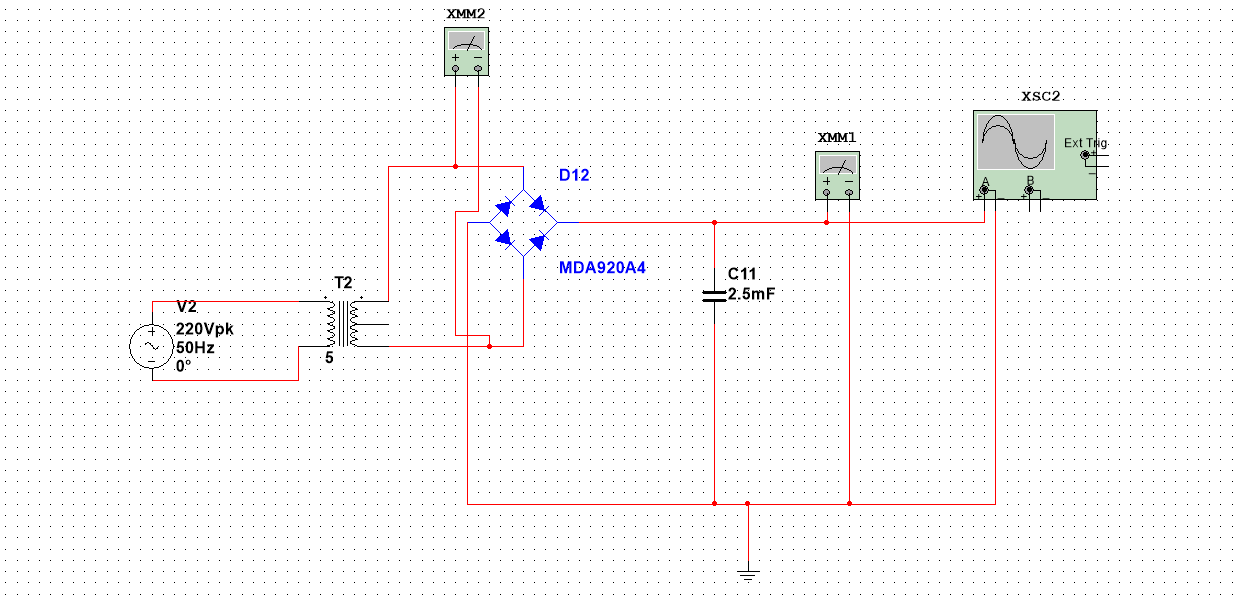 XMM2
+ −
XSC2
Ext Trig
+
−
A
B
+ −
+ −
XMM1
+ −
D12
MDA920A4
C11
2.5mF
T2
5
V2
220Vpk
50Hz
0°
+
−